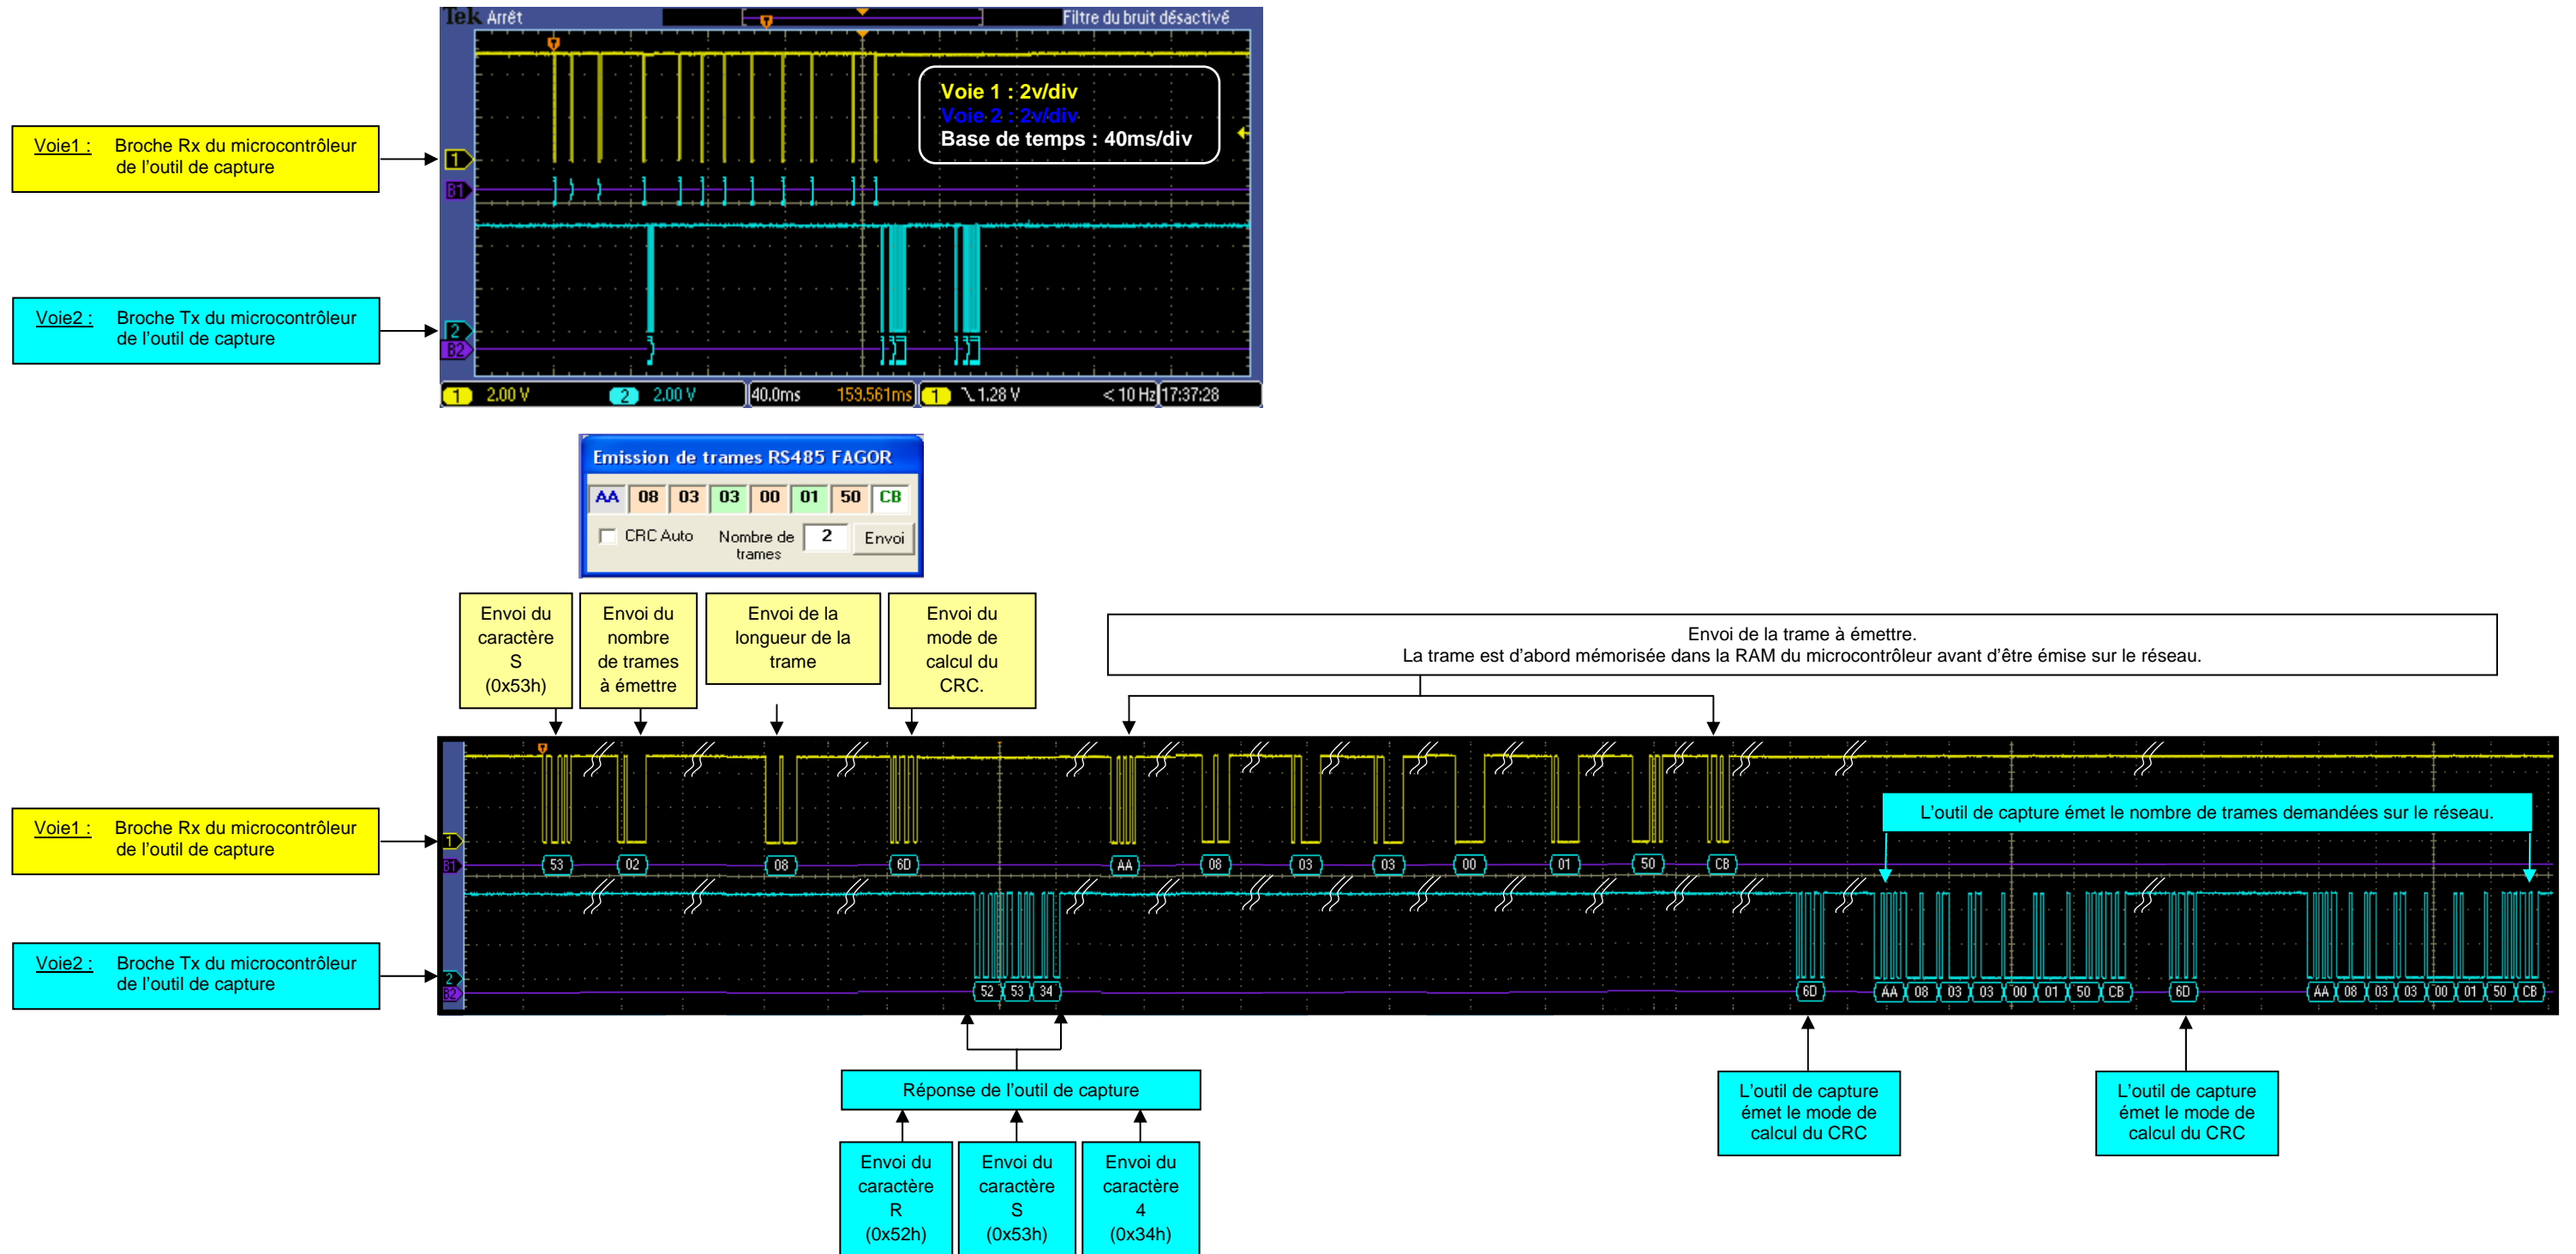 Tek Arrêt
Filtre du bruit désactivé
Voie 1 : 2v/div
Voie 2 : 2v/div
Base de temps : 40ms/div
Voie1 : Broche Rx du microcontrôleur
de l'outil de capture
1
B1
Voie2 : Broche Tx du microcontrôleur
de l'outil de capture
2
B2
1 2.00 V 2 2.00 V 40.0ms 159.561ms 1 1.28 V < 10 Hz 17:37:28
Emission de trames RS485 FAGOR
AA 08 03 03 00 01 50 CB
CRC Auto Nombre de trames 2 Envoi
Envoi du
caractère
S
(0x53h)
Envoi du
nombre
de trames
à émettre
Envoi de la
longueur de la
trame
Envoi du
mode de
calcul du
CRC.
Envoi de la trame à émettre.
La trame est d'abord mémorisée dans la RAM du microcontrôleur avant d'être émise sur le réseau.
Voie1 : Broche Rx du microcontrôleur
de l'outil de capture
L'outil de capture émet le nombre de trames demandées sur le réseau.
1
B1
53 02 08 6D AA 08 03 03 00 01 50 CB
Voie2 : Broche Tx du microcontrôleur
de l'outil de capture
2
B2
52 53 34 6D AA 08 03 03 00 01 50 CB 6D AA 08 03 03 00 01 50 CB
Réponse de l'outil de capture
Envoi du
caractère
R
(0x52h)
Envoi du
caractère
S
(0x53h)
Envoi du
caractère
4
(0x34h)
L'outil de capture
émet le mode de
calcul du CRC
L'outil de capture
émet le mode de
calcul du CRC